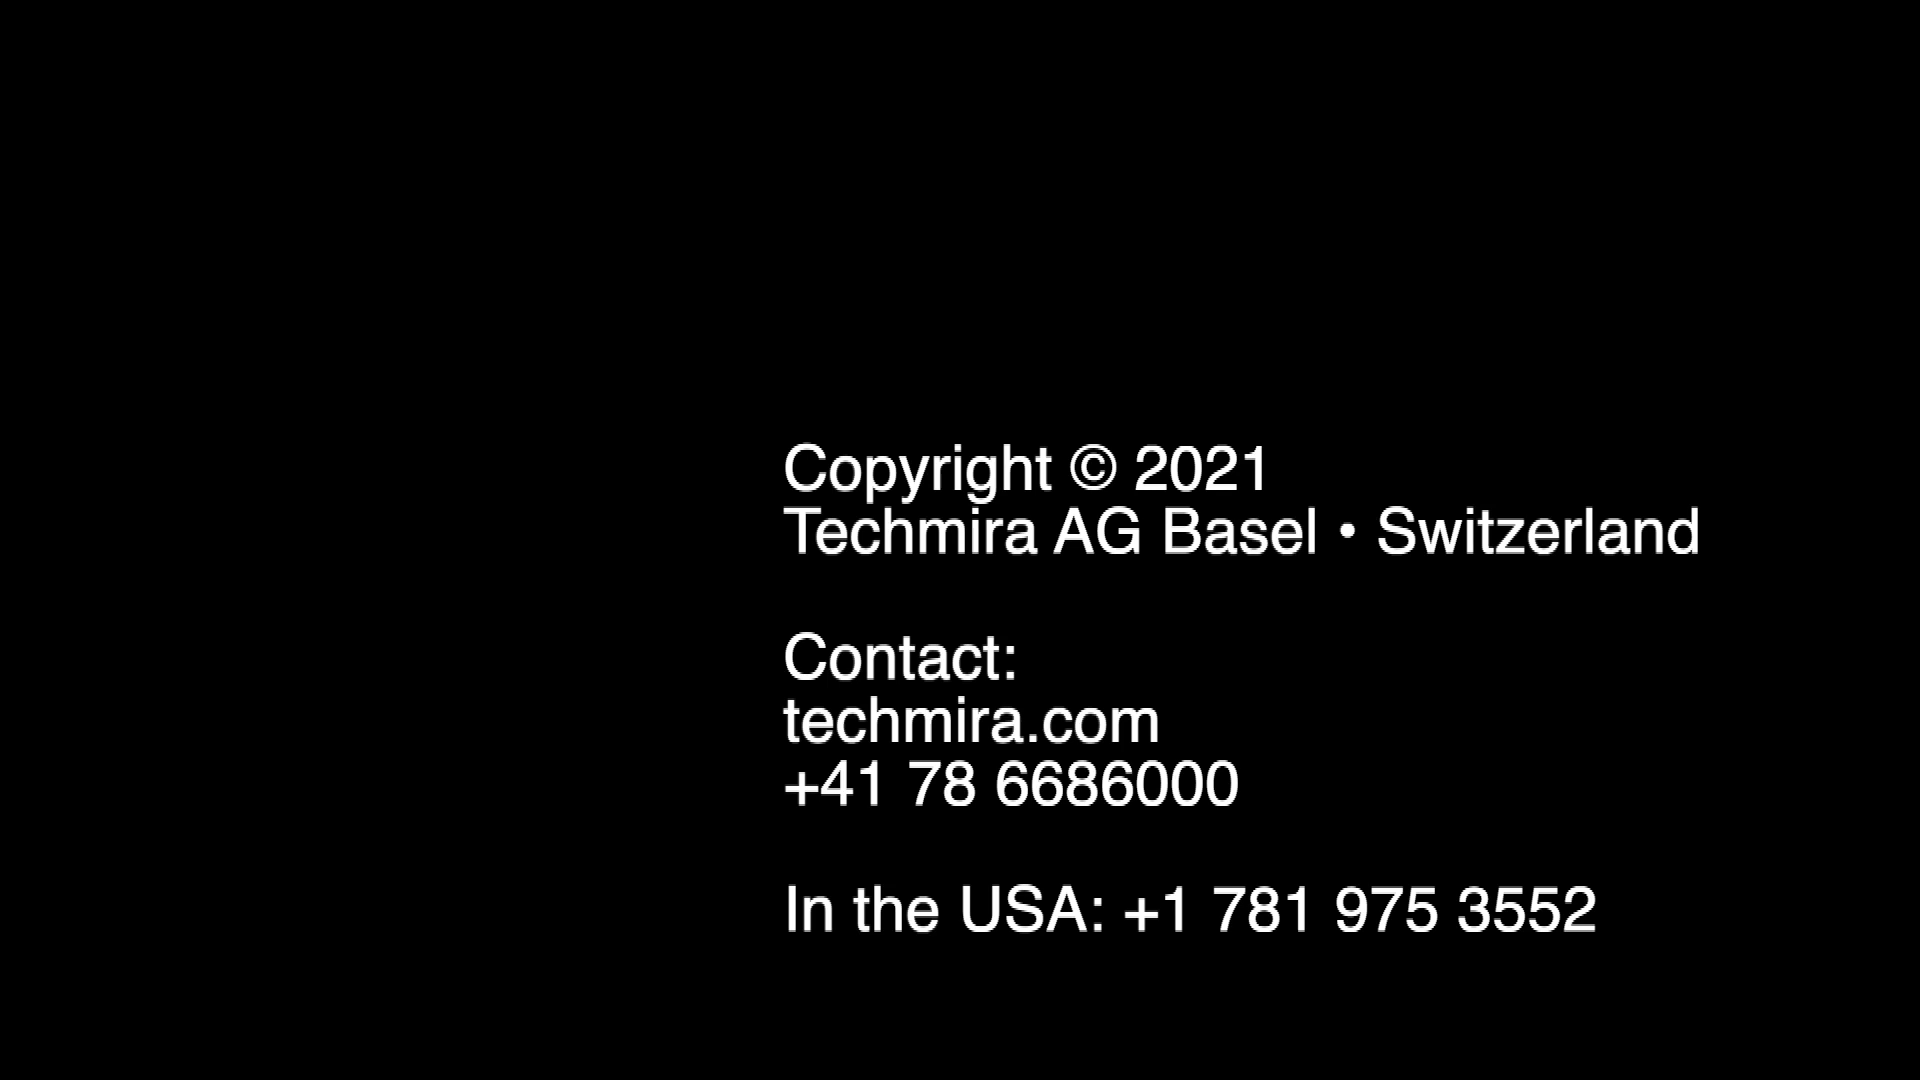 Copyright © 2021
Techmira AG Basel • Switzerland
Contact:
techmira.com
+41 78 6686000
In the USA: +1 781 975 3552